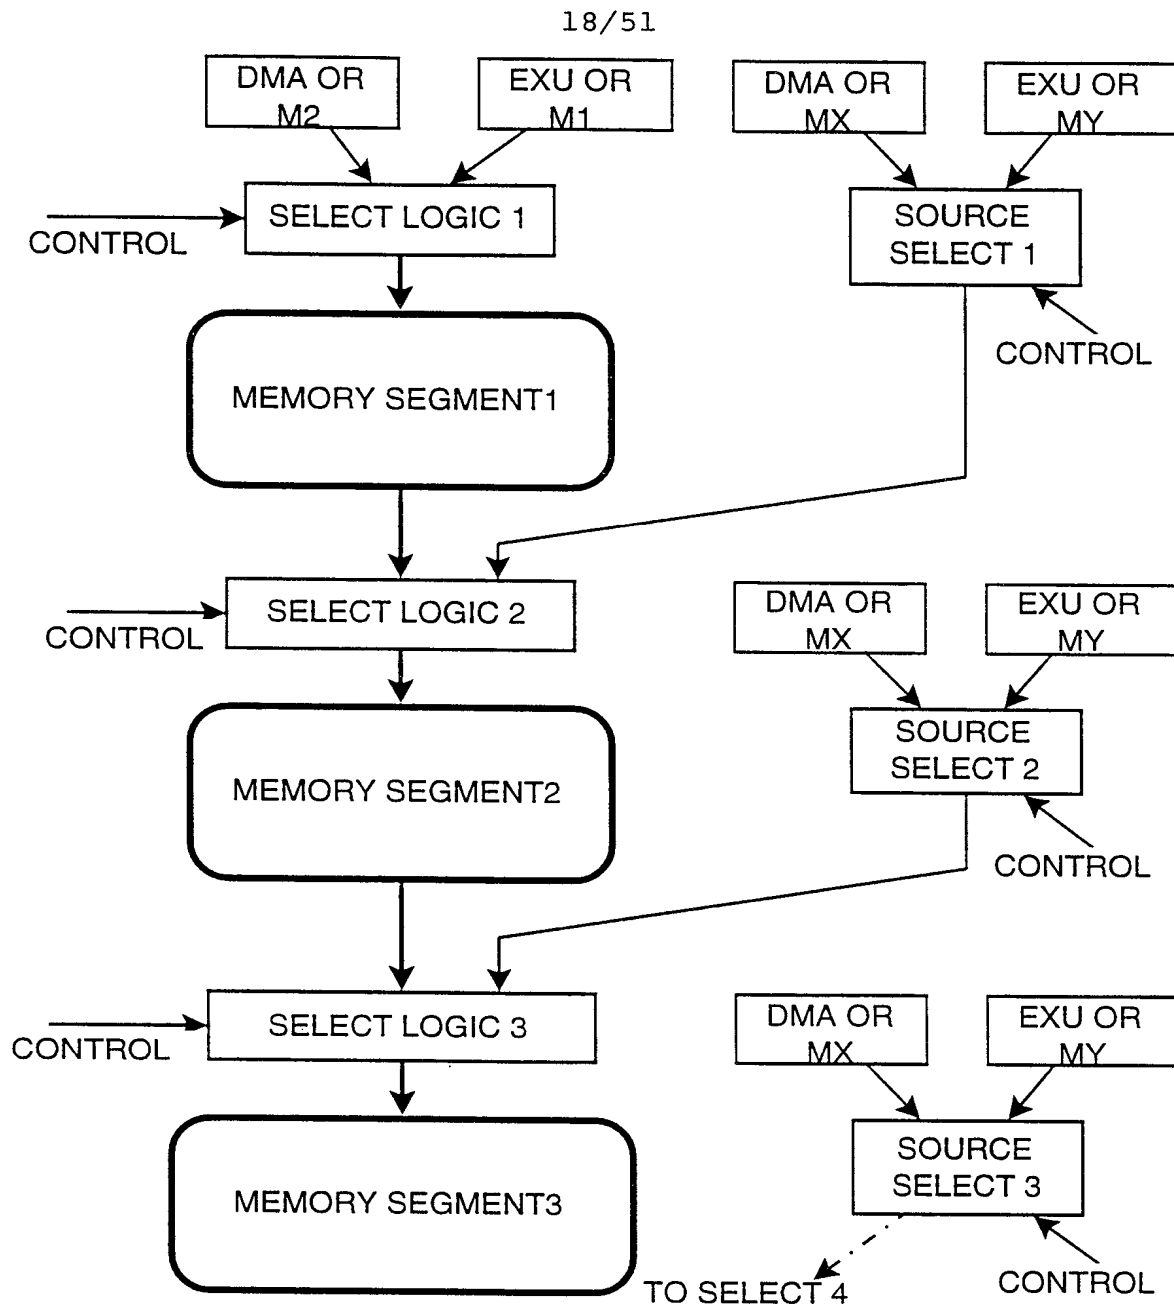 18/51
DMA OR
M2
EXU OR
M1
DMA OR
MX
EXU OR
MY
SELECT LOGIC 1
CONTROL
SOURCE
SELECT 1
CONTROL
MEMORY SEGMENT1
SELECT LOGIC 2
CONTROL
DMA OR
MX
EXU OR
MY
SOURCE
SELECT 2
CONTROL
MEMORY SEGMENT2
SELECT LOGIC 3
CONTROL
DMA OR
MX
EXU OR
MY
SOURCE
SELECT 3
CONTROL
MEMORY SEGMENT3
TO SELECT 4